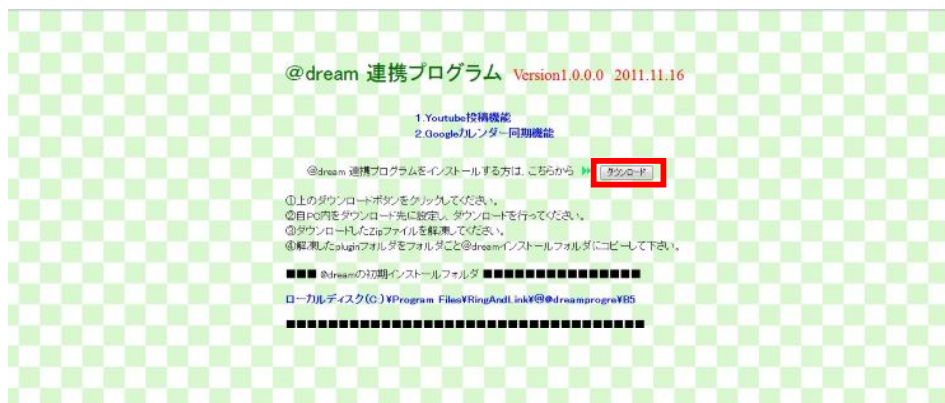 @dream 連携プログラム Version1.0.0.0 2011.11.16
1.Youtube投稿機能
2.Googleカレンダー同期機能
@dream 連携プログラムをインストールする方は、こちらから ダウンロード
①上のダウンロードボタンをクリックしてください。
②自PC内をダウンロード先に設定し、ダウンロードを行ってください。
③ダウンロードしたZipファイルを解凍してください。
④解凍したpluginフォルダをフォルダごと@dreamインストールフォルダにコピーして下さい。
■■■ @dreamの初期インストールフォルダ ■■■■■■■■■■■■■■■
ローカルディスク(C:)¥Program Files¥RingAndLink¥@@dreamprogre¥B5
■■■■■■■■■■■■■■■■■■■■■■■■■■■■■■■■■■